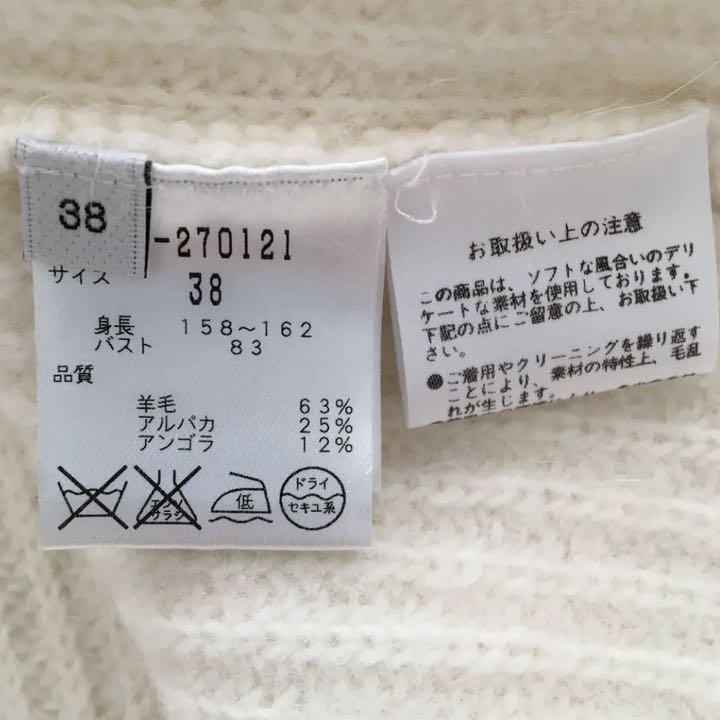 38
-270121
サイズ
38
身長 158〜162
バスト 83
品質
羊毛 63%
アルパカ 25%
アンゴラ 12%
エンソ
サラシ
低
ドライ
セキユ系
お取扱い上の注意
この商品は、ソフトな風合いのデリ
ケートな素材を使用しております。
下記の点にご留意の上、お取扱い下
さい。
●ご着用やクリーニングを繰り返す
ことにより、素材の特性上、毛乱
れが生じます。